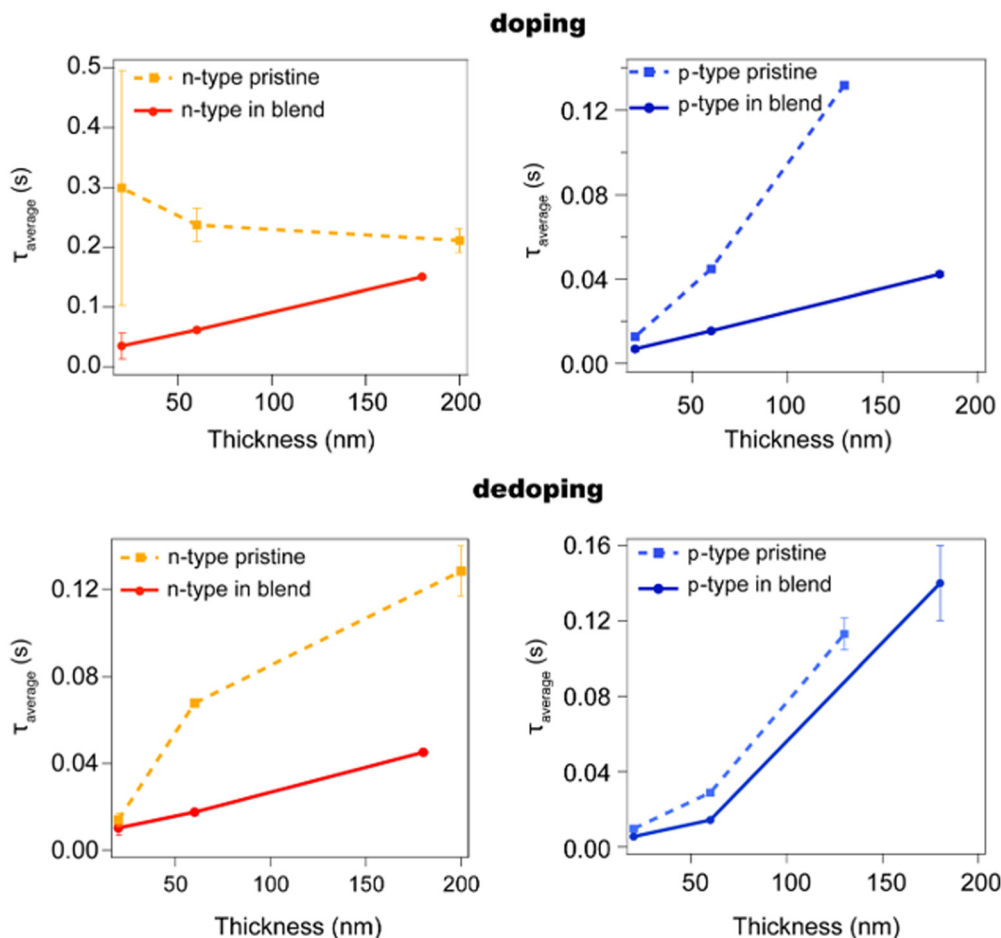 doping
n-type pristine
n-type in blend
0.5
0.4
0.3
0.2
0.1
0.0
τaverage (s)
50
100
150
200
Thickness (nm)
p-type pristine
p-type in blend
0.12
0.08
0.04
0.00
τaverage (s)
50
100
150
200
Thickness (nm)
dedoping
n-type pristine
n-type in blend
0.12
0.08
0.04
0.00
τaverage (s)
50
100
150
200
Thickness (nm)
p-type pristine
p-type in blend
0.16
0.12
0.08
0.04
0.00
τaverage (s)
50
100
150
200
Thickness (nm)